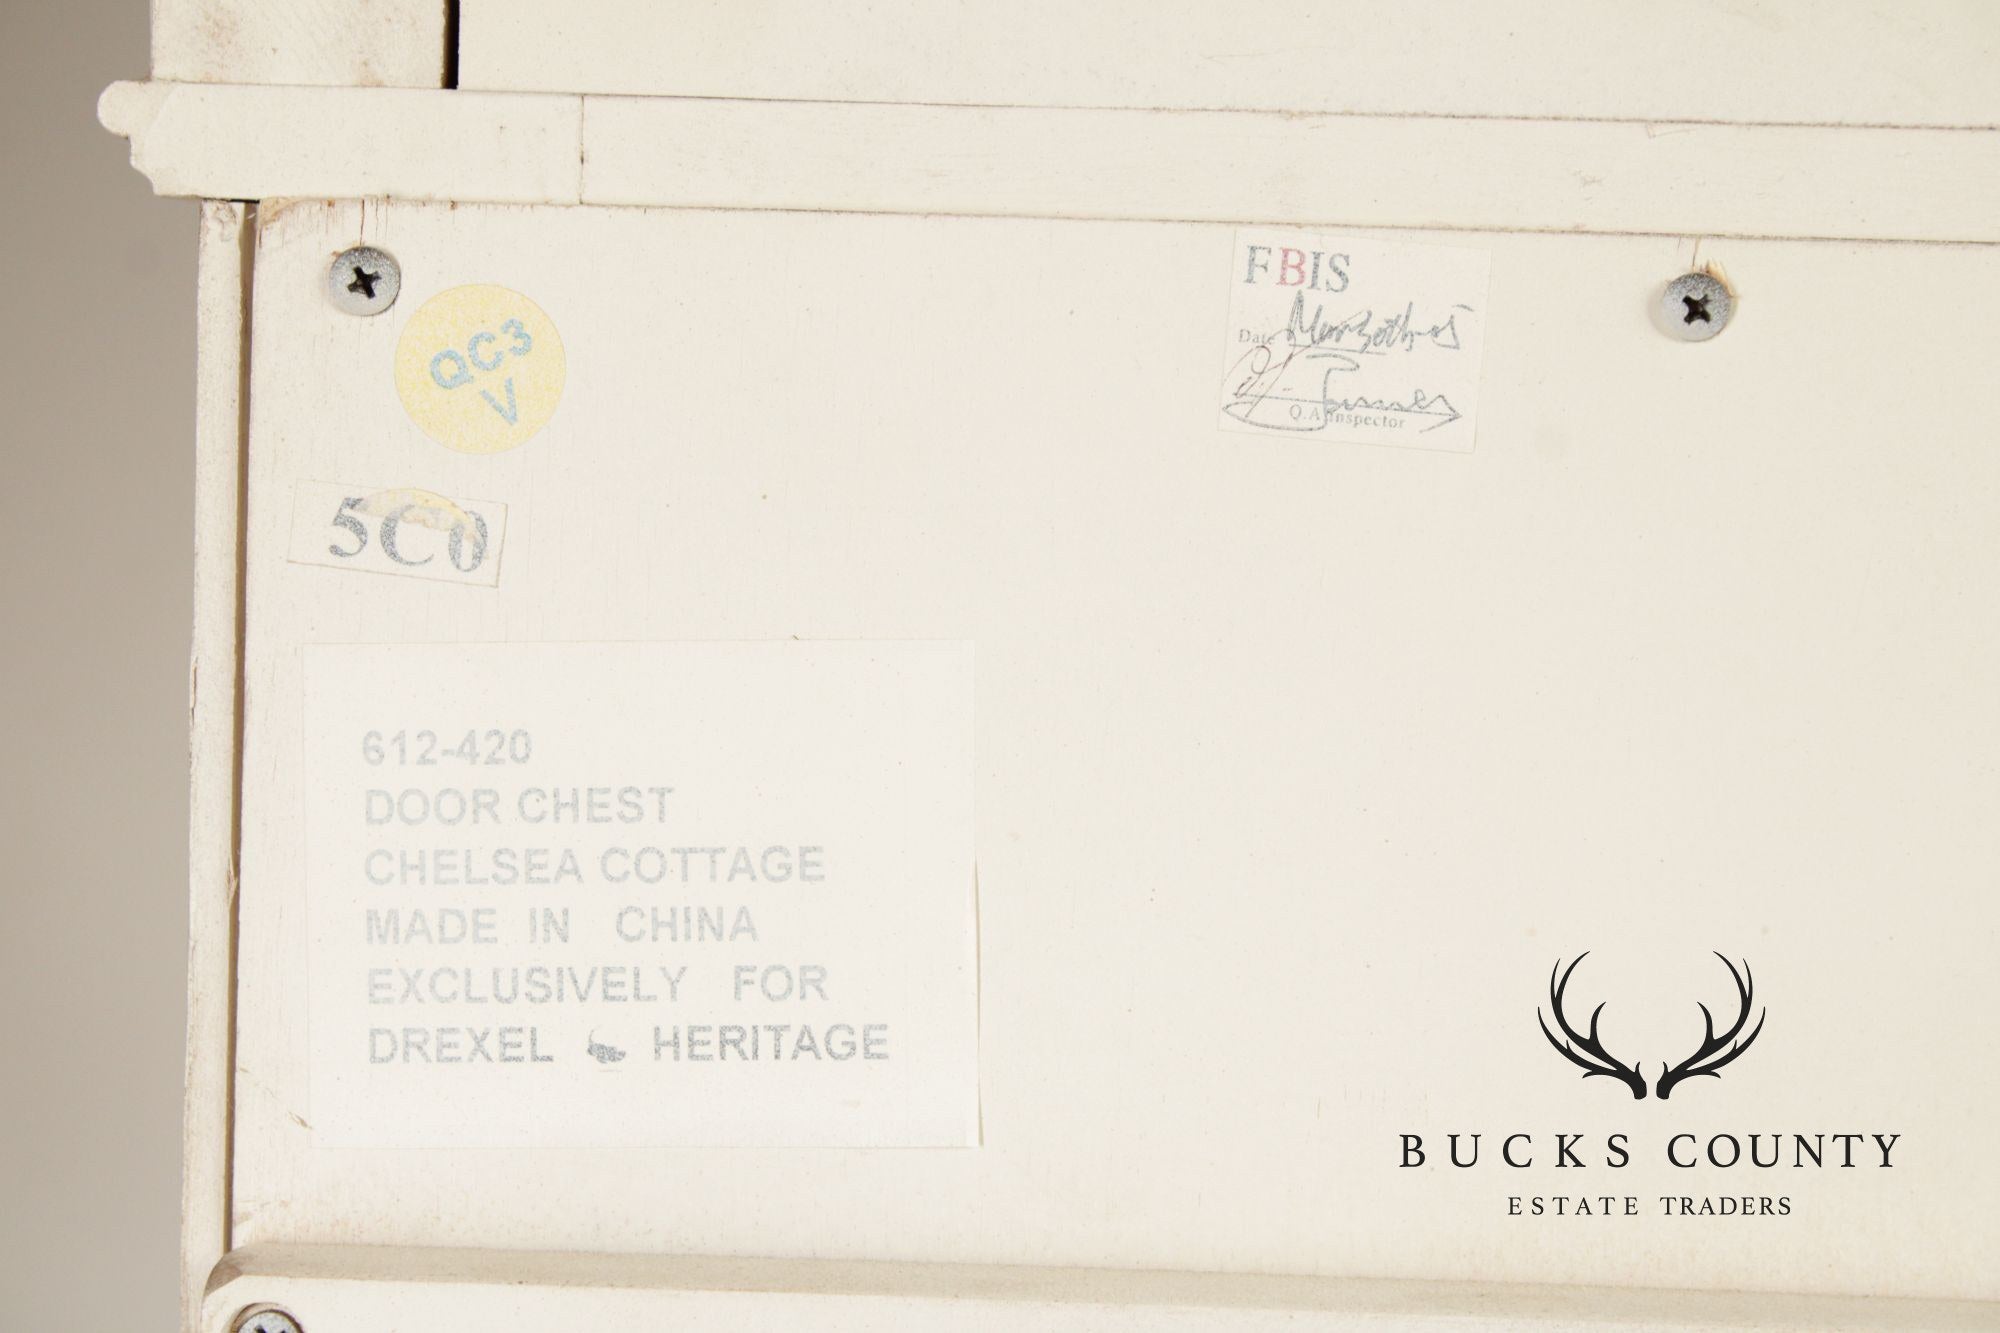 FBIS
Date
Q.A Inspector
QC3
V
5C0
612-420
DOOR CHEST
CHELSEA COTTAGE
MADE IN CHINA
EXCLUSIVELY FOR
DREXEL HERITAGE
BUCKS COUNTY
ESTATE TRADERS